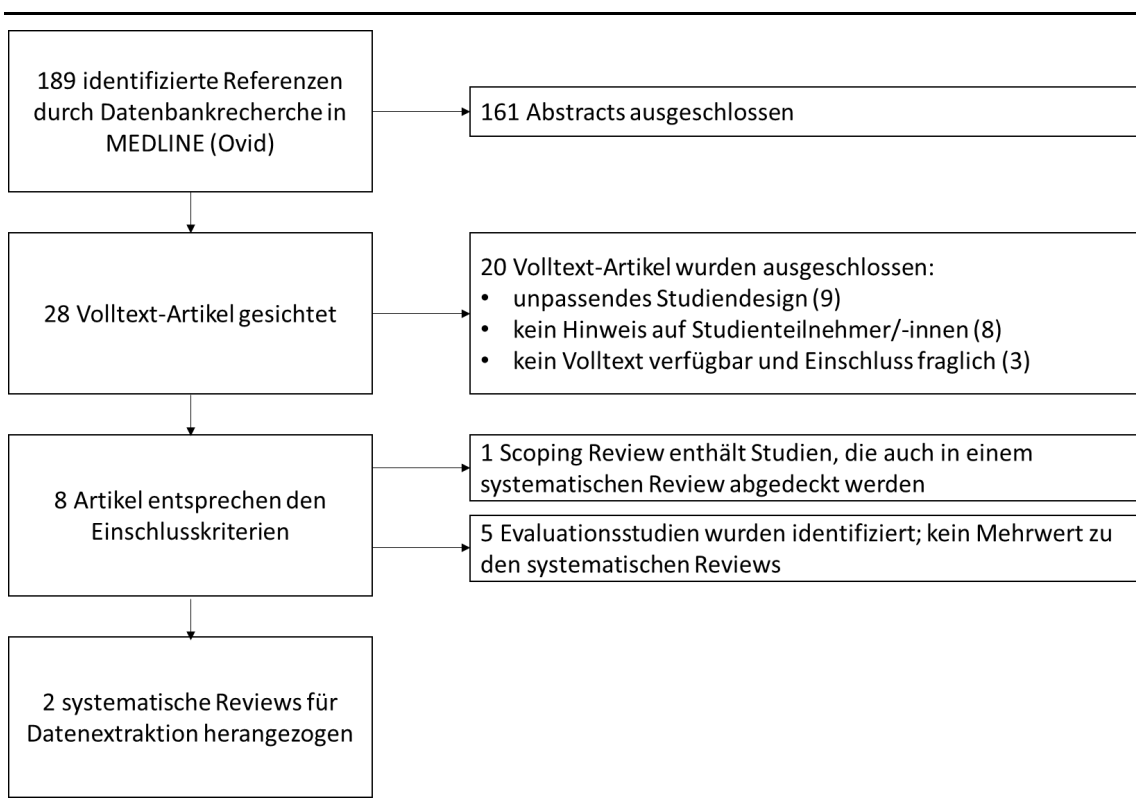 189 identifizierte Referenzen
durch Datenbankrecherche in
MEDLINE (Ovid)
161 Abstracts ausgeschlossen
28 Volltext-Artikel gesichtet
20 Volltext-Artikel wurden ausgeschlossen:
• unpassendes Studiendesign (9)
• kein Hinweis auf Studienteilnehmer/-innen (8)
• kein Volltext verfügbar und Einschluss fraglich (3)
8 Artikel entsprechen den
Einschlusskriterien
1 Scoping Review enthält Studien, die auch in einem
systematischen Review abgedeckt werden
5 Evaluationsstudien wurden identifiziert; kein Mehrwert zu
den systematischen Reviews
2 systematische Reviews für
Datenextraktion herangezogen